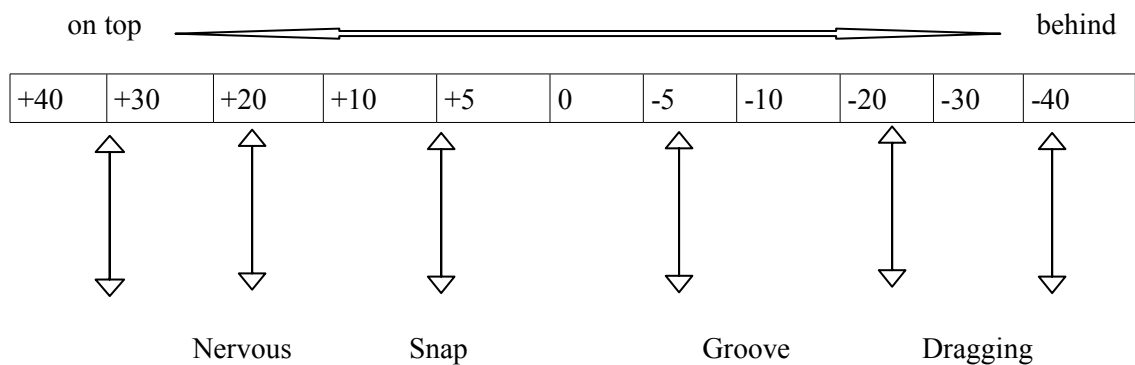 on top behind
+40 +30 +20 +10 +5 0 -5 -10 -20 -30 -40
Nervous Snap Groove Dragging